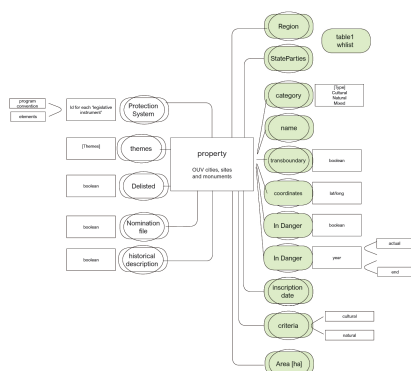 Region
table1
whlist
StateParties
category
[Type]
Cultural
Natural
Mixed
name
transboundary
boolean
coordinates
lat/long
In Danger
boolean
In Danger
year
actual
end
inscription
date
criteria
cultural
natural
Area [ha]
property
OUV cities, sites
and monuments
program
convention
elements
Id for each 'legislative
instrument'
Protection
System
[Themes]
themes
boolean
Delisted
boolean
Nomination
file
boolean
historical
description